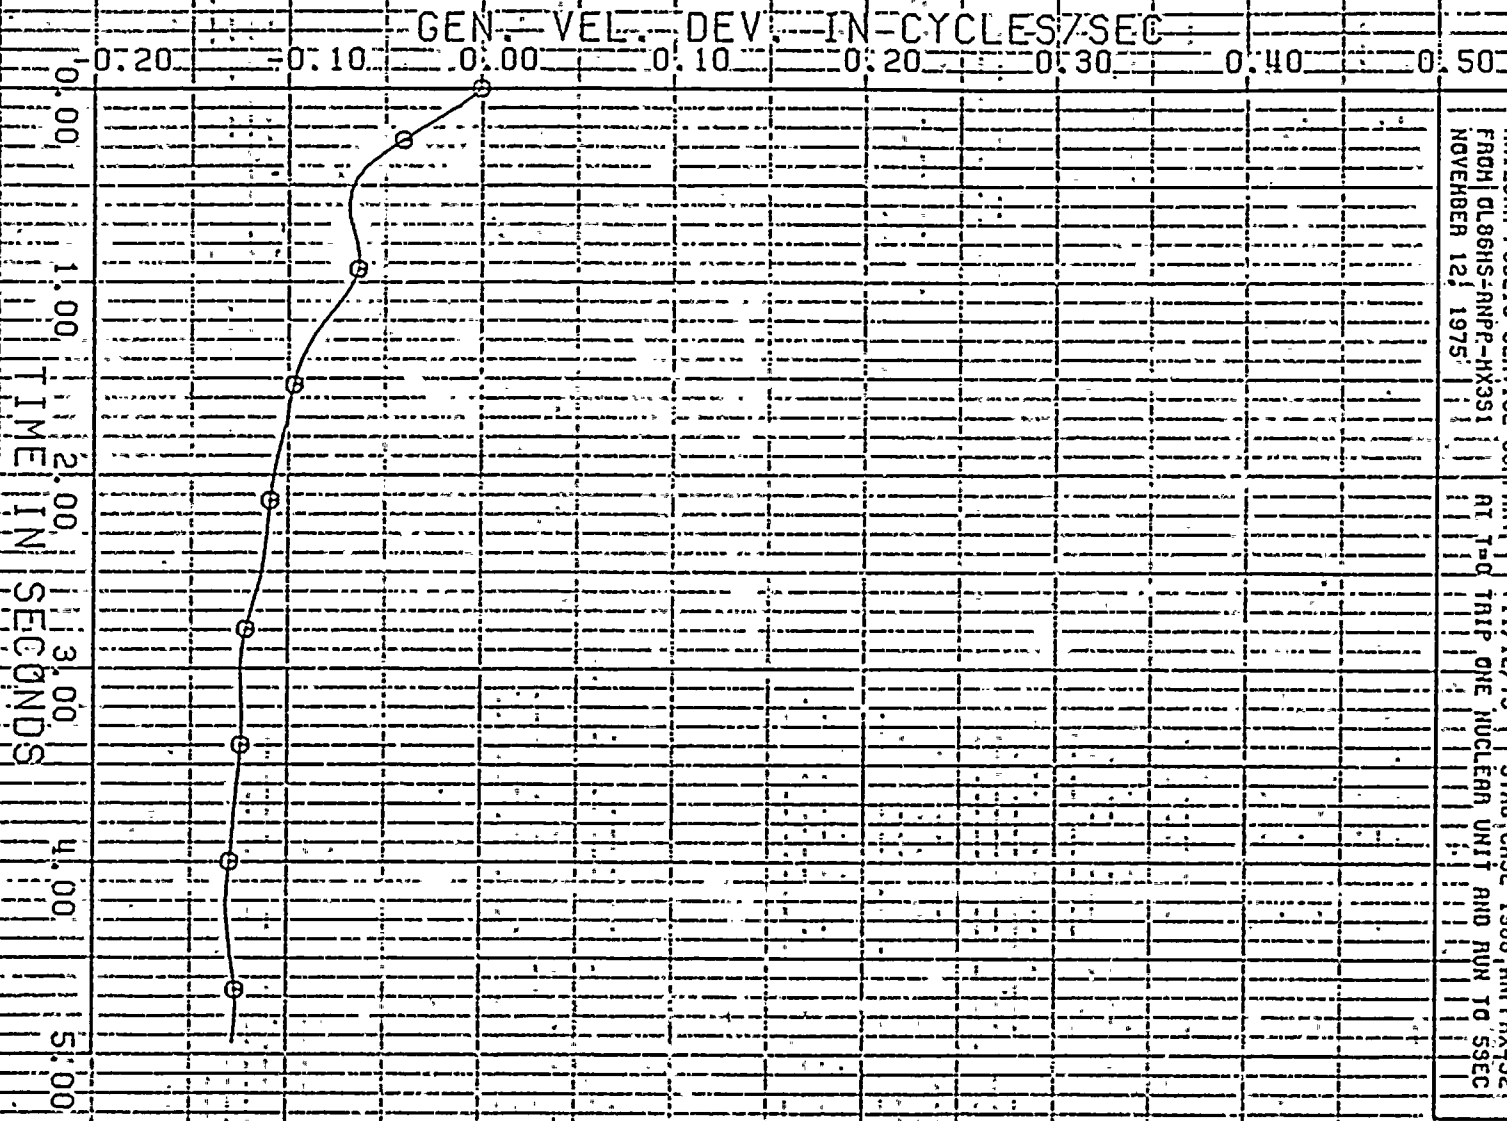 GEN. VEL. DEV. IN CYCLES/SEC
-0.20 -0.10 0.00 0.10 0.20 0.30 0.40 0.50
0.00
1.00
2.00
3.00
4.00
5.00
TIME IN SECONDS
FROM OL86HS-ANPP-HX3S1 AT T=0 TRIP ONE NUCLEAR UNIT AND RUN TO 5SEC
NOVEMBER 12, 1975